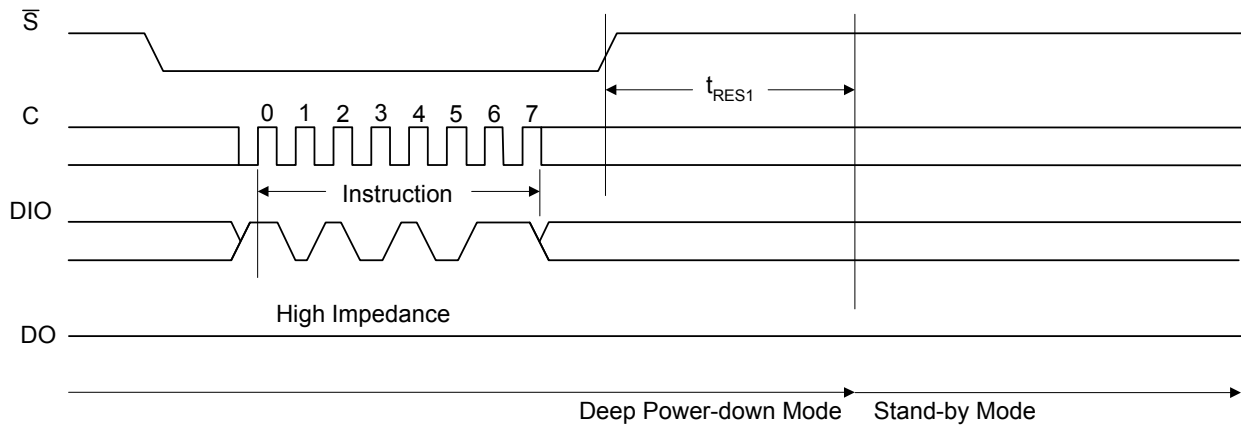 S̅
t_RES1
C
0 1 2 3 4 5 6 7
Instruction
DIO
High Impedance
DO
Deep Power-down Mode Stand-by Mode